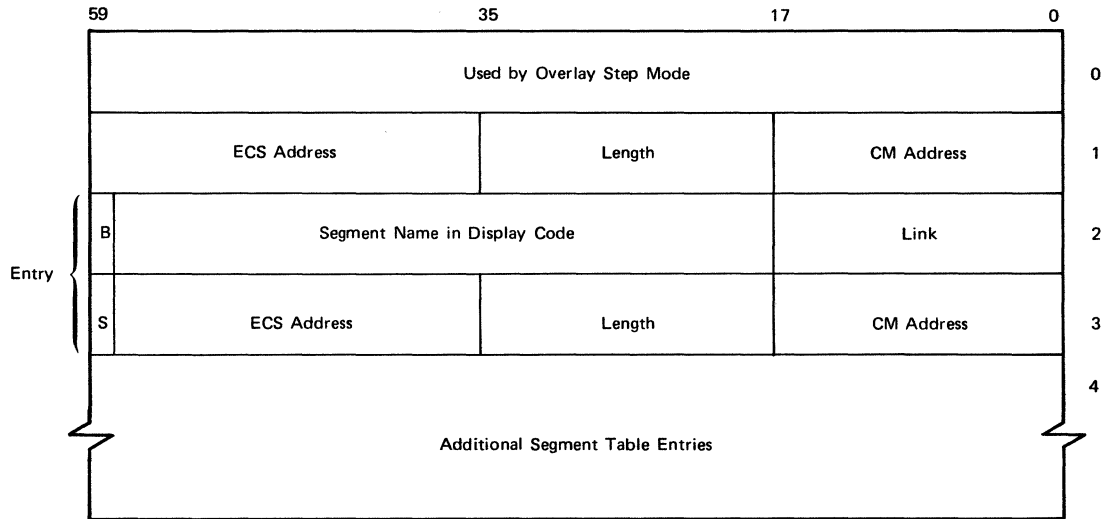 59 35 17 0
Used by Overlay Step Mode 0
ECS Address Length CM Address 1
B Segment Name in Display Code Link 2
Entry
S ECS Address Length CM Address 3
4
Additional Segment Table Entries